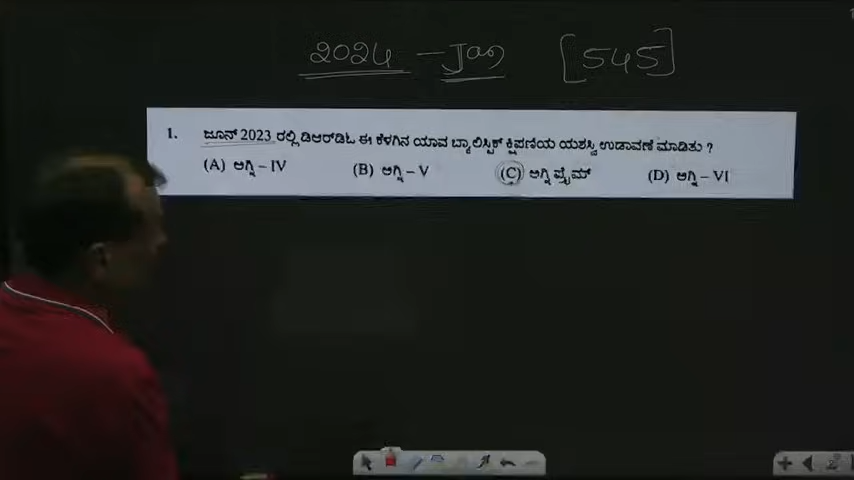 2024 - Jan [545]
1. ಜೂನ್ 2023 ರಲ್ಲಿ ಡಿಆರ್‌ಡಿಓ ಈ ಕೆಳಗಿನ ಯಾವ ಬ್ಯಾಲಿಸ್ಟಿಕ್ ಕ್ಷಿಪಣಿಯ ಯಶಸ್ವಿ ಉಡಾವಣೆ ಮಾಡಿತು ?
(A) ಅಗ್ನಿ – IV (B) ಅಗ್ನಿ – V (C) ಅಗ್ನಿ ಪ್ರೈಮ್ (D) ಅಗ್ನಿ – VI